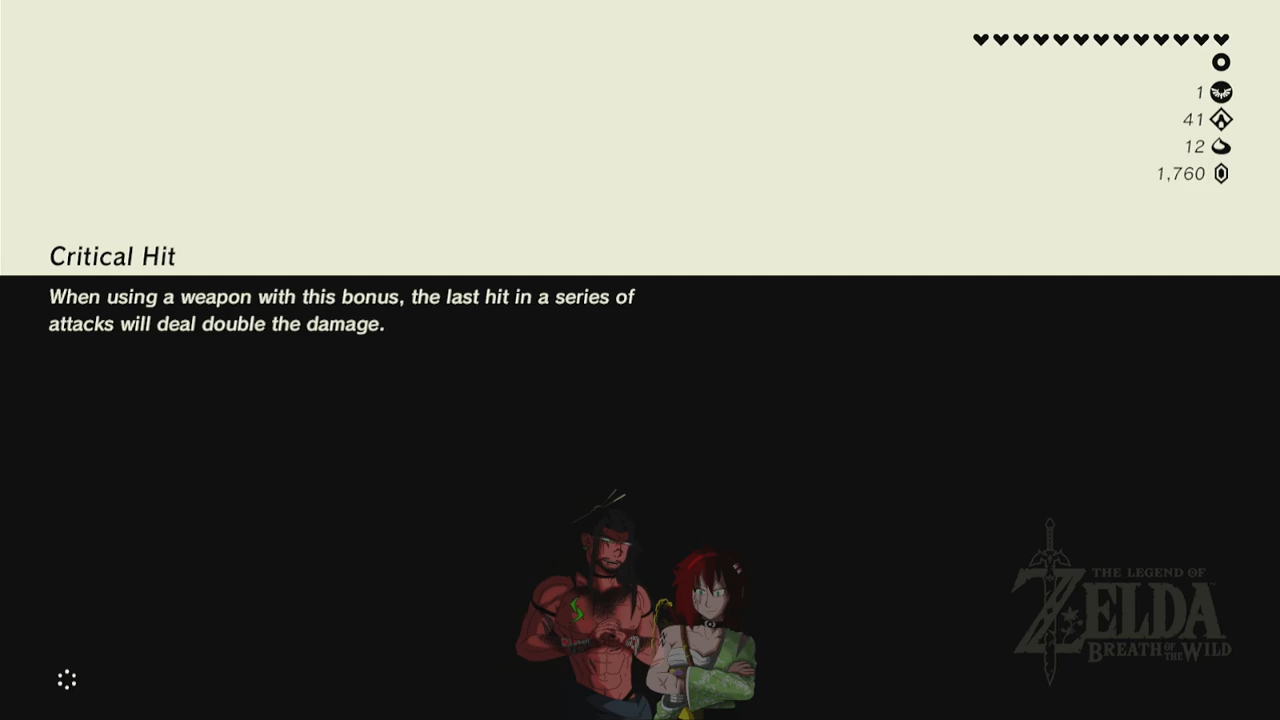 1
41
12
1,760
Critical Hit
When using a weapon with this bonus, the last hit in a series of
attacks will deal double the damage.
THE LEGEND OF
ZELDA
BREATH OF THE WILD